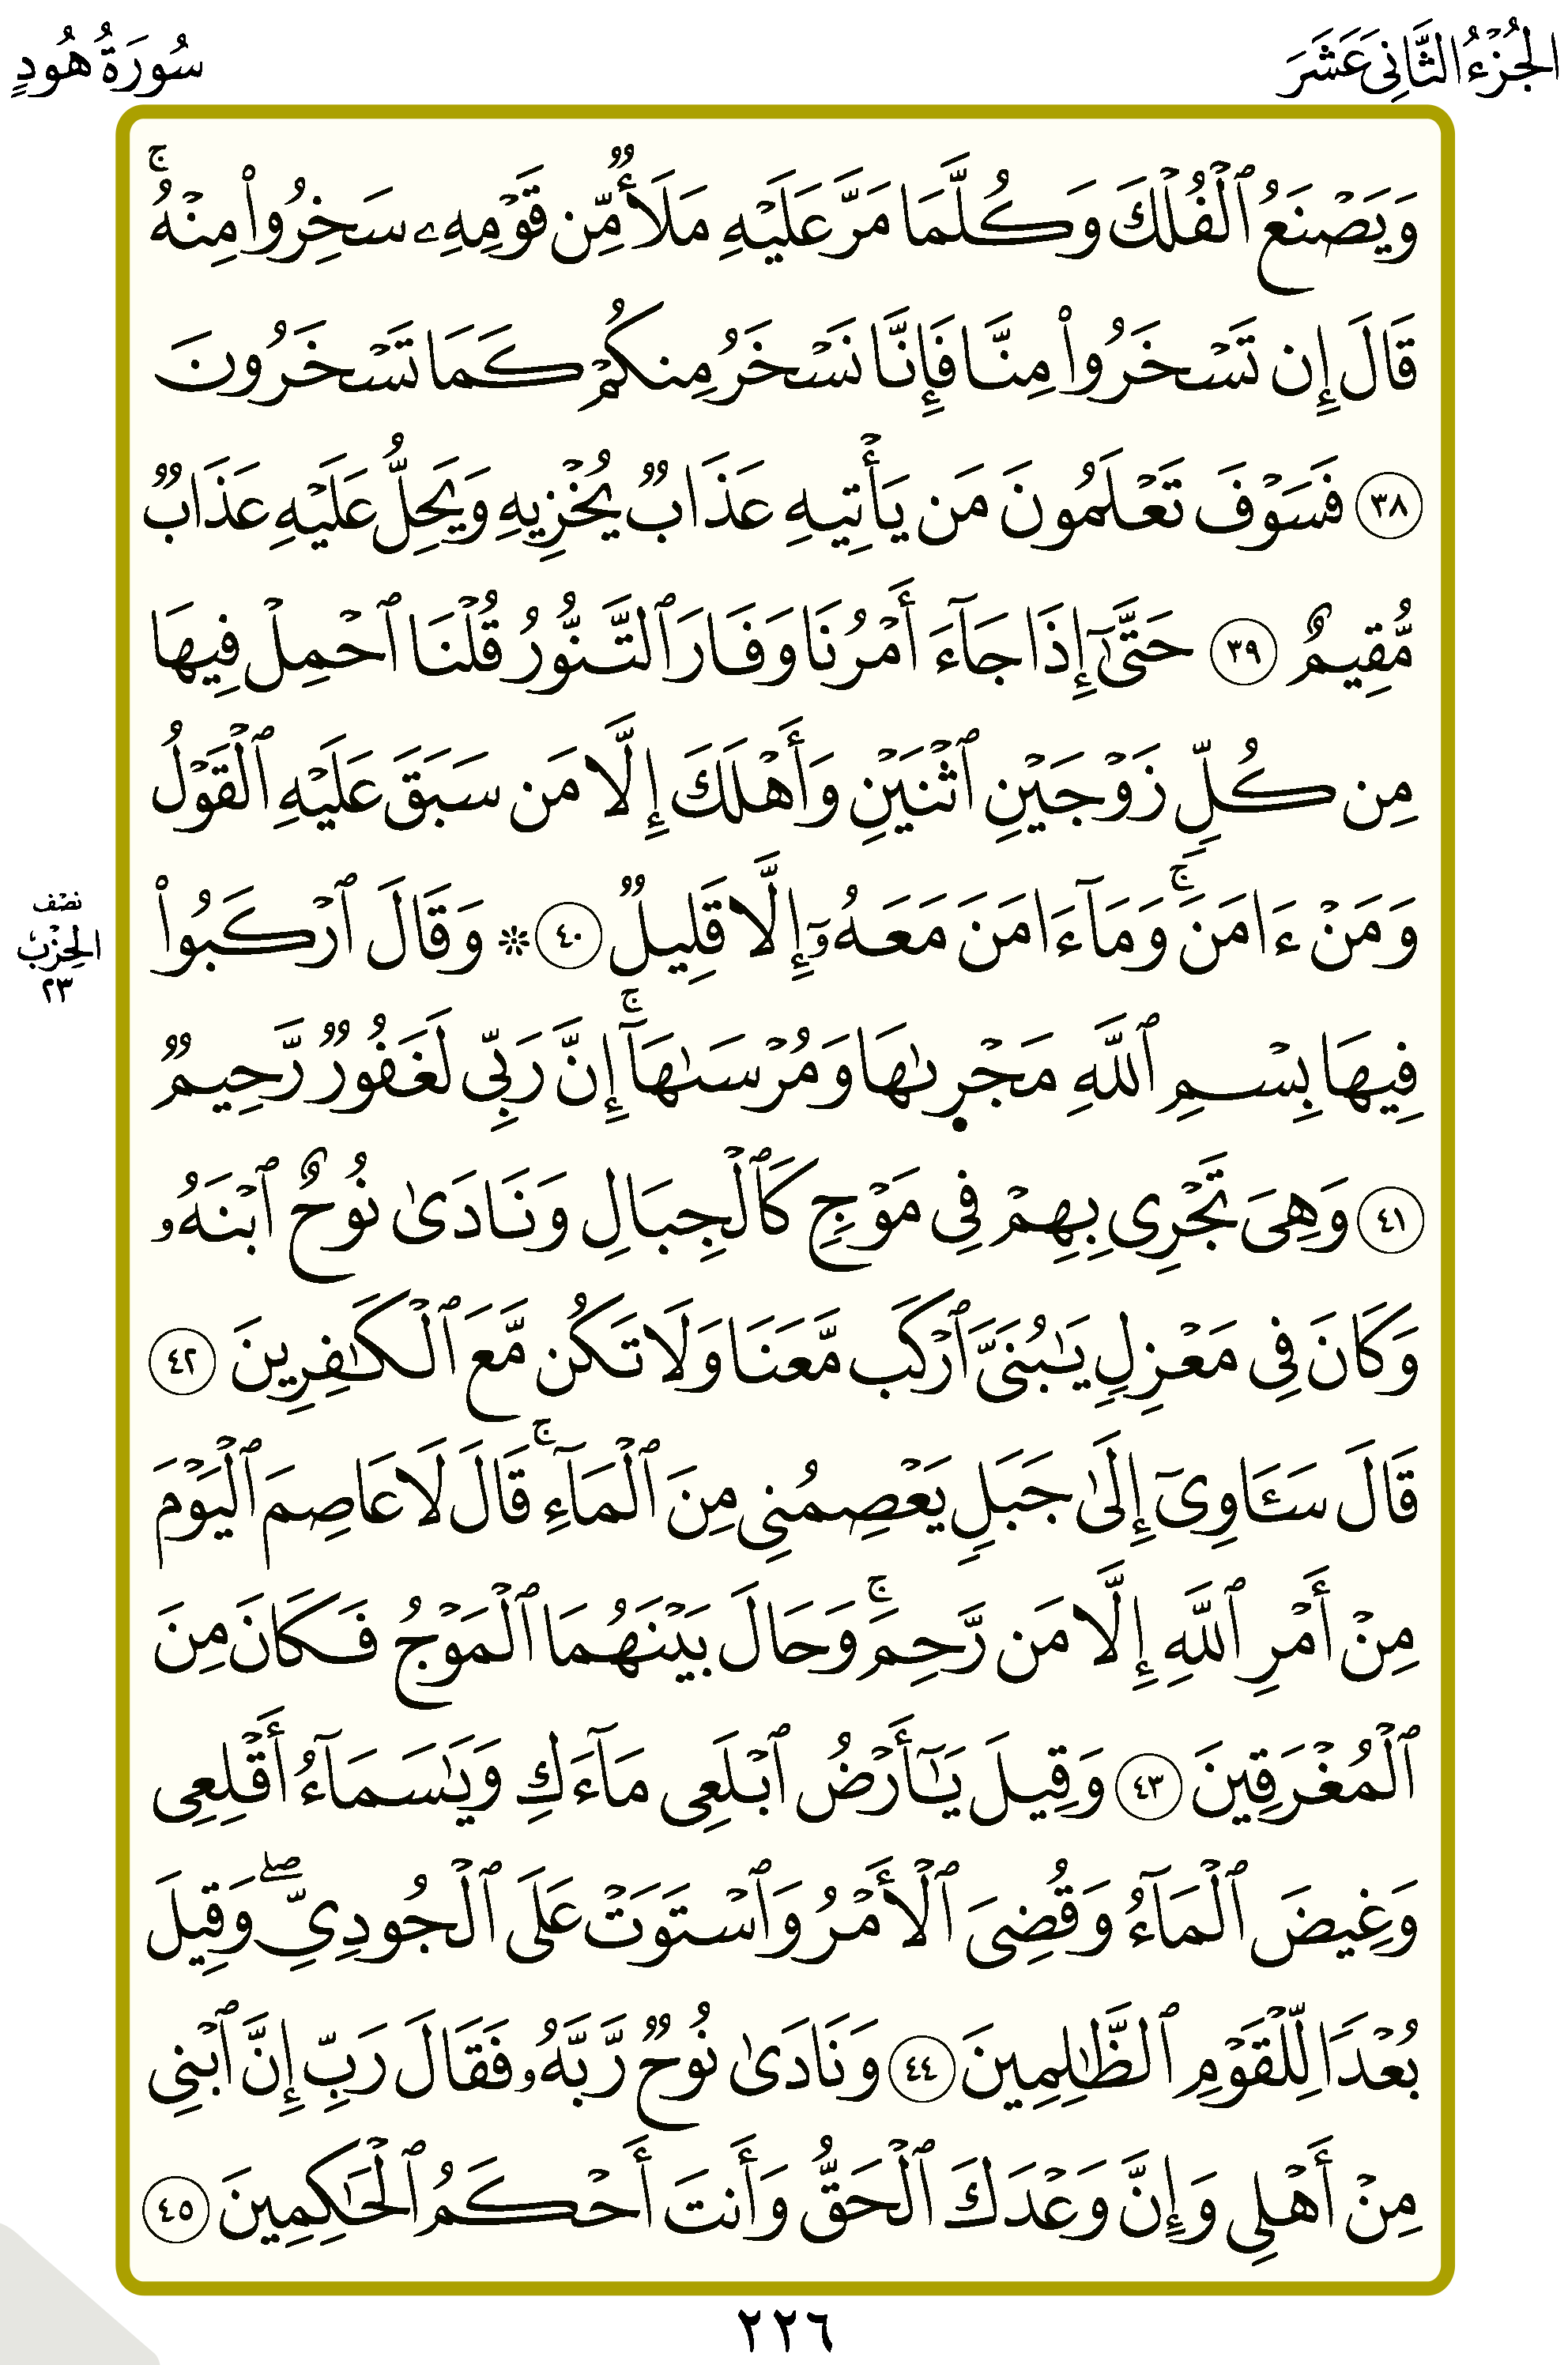 الجُزْءُ الثَّانِيَ عَشَرَ
سُورَةُ هُودٍ
وَيَصۡنَعُ ٱلۡفُلۡكَ وَكُلَّمَا مَرَّ عَلَيۡهِ مَلَأٞ مِّن قَوۡمِهِۦ سَخِرُواْ مِنۡهُۚ
قَالَ إِن تَسۡخَرُواْ مِنَّا فَإِنَّا نَسۡخَرُ مِنكُمۡ كَمَا تَسۡخَرُونَ
٣٨ فَسَوۡفَ تَعۡلَمُونَ مَن يَأۡتِيهِ عَذَابٞ يُخۡزِيهِ وَيَحِلُّ عَلَيۡهِ عَذَابٞ
مُّقِيمٌ ٣٩ حَتَّىٰٓ إِذَا جَآءَ أَمۡرُنَا وَفَارَ ٱلتَّنُّورُ قُلۡنَا ٱحۡمِلۡ فِيهَا
مِن كُلّٖ زَوۡجَيۡنِ ٱثۡنَيۡنِ وَأَهۡلَكَ إِلَّا مَن سَبَقَ عَلَيۡهِ ٱلۡقَوۡلُ
وَمَنۡ ءَامَنَۚ وَمَآ ءَامَنَ مَعَهُۥٓ إِلَّا قَلِيلٞ ٤٠ ۞ وَقَالَ ٱرۡكَبُواْ
نصۡف
الحِزۡب
٢٣
فِيهَا بِسۡمِ ٱللَّهِ مَجۡر۪ىٰهَا وَمُرۡسَىٰهَآۚ إِنَّ رَبِّي لَغَفُورٞ رَّحِيمٞ
٤١ وَهِيَ تَجۡرِي بِهِمۡ فِي مَوۡجٖ كَٱلۡجِبَالِ وَنَادَىٰ نُوحٌ ٱبۡنَهُۥ
وَكَانَ فِي مَعۡزِلٖ يَٰبُنَيَّ ٱرۡكَب مَّعَنَا وَلَا تَكُن مَّعَ ٱلۡكَٰفِرِينَ ٤٢
قَالَ سَـَٔاوِيٓ إِلَىٰ جَبَلٖ يَعۡصِمُنِي مِنَ ٱلۡمَآءِۚ قَالَ لَا عَاصِمَ ٱلۡيَوۡمَ
مِنۡ أَمۡرِ ٱللَّهِ إِلَّا مَن رَّحِمَۚ وَحَالَ بَيۡنَهُمَا ٱلۡمَوۡجُ فَكَانَ مِنَ
ٱلۡمُغۡرَقِينَ ٤٣ وَقِيلَ يَٰٓأَرۡضُ ٱبۡلَعِي مَآءَكِ وَيَٰسَمَآءُ أَقۡلِعِي
وَغِيضَ ٱلۡمَآءُ وَقُضِيَ ٱلۡأَمۡرُ وَٱسۡتَوَتۡ عَلَى ٱلۡجُودِيِّۖ وَقِيلَ
بُعۡدٗا لِّلۡقَوۡمِ ٱلظَّٰلِمِينَ ٤٤ وَنَادَىٰ نُوحٞ رَّبَّهُۥ فَقَالَ رَبِّ إِنَّ ٱبۡنِي
مِنۡ أَهۡلِي وَإِنَّ وَعۡدَكَ ٱلۡحَقُّ وَأَنتَ أَحۡكَمُ ٱلۡحَٰكِمِينَ ٤٥
٢٢٦